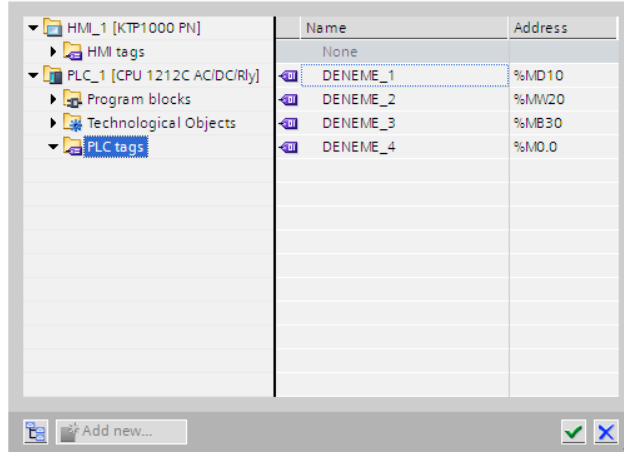 HMI_1 [KTP1000 PN]
HMI tags
PLC_1 [CPU 1212C AC/DC/Rly]
Program blocks
Technological Objects
PLC tags
Name Address
None
DENEME_1 %MD10
DENEME_2 %MW20
DENEME_3 %MB30
DENEME_4 %M0.0
Add new...